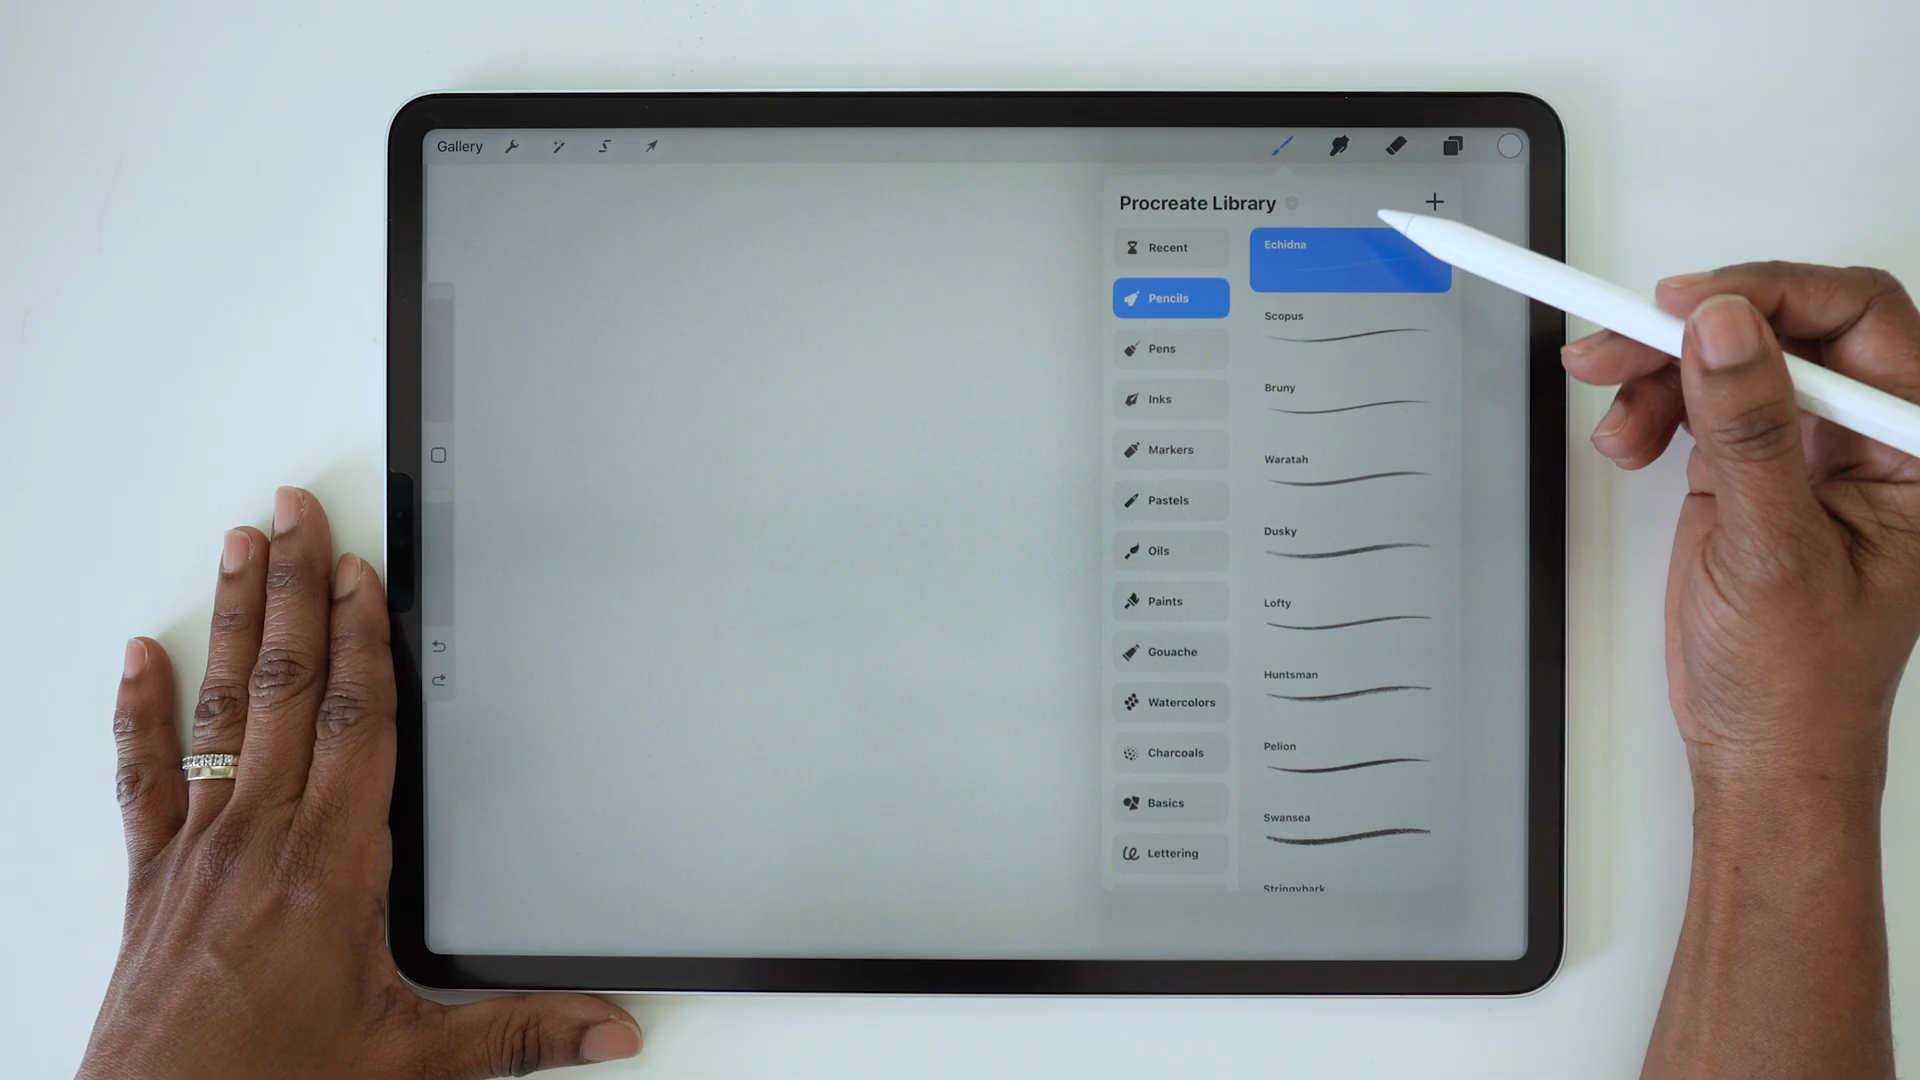 Gallery
Procreate Library
Recent
Pencils
Pens
Inks
Markers
Pastels
Oils
Paints
Gouache
Watercolors
Charcoals
Basics
Lettering
Echidna
Scopus
Bruny
Waratah
Dusky
Lofty
Huntsman
Pelion
Swansea
Stringybark